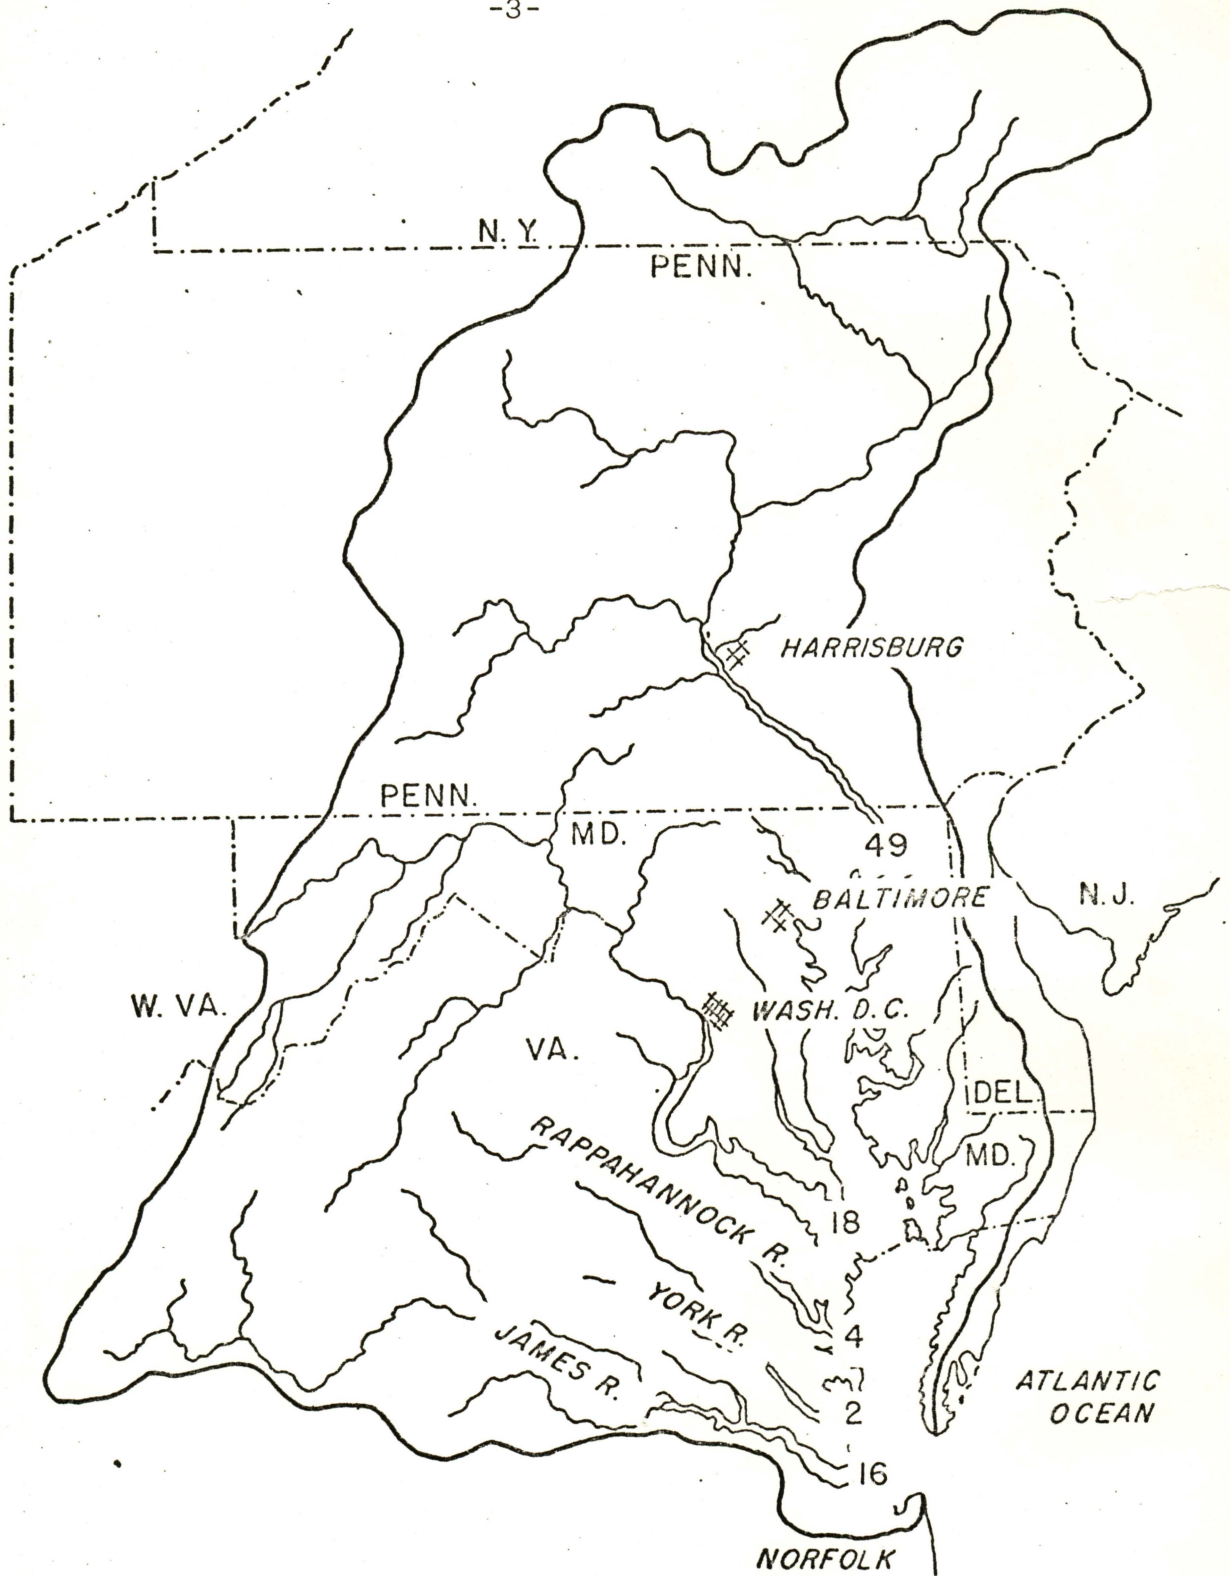 -3-
N. Y.
PENN.
HARRISBURG
PENN.
MD.
49
BALTIMORE
N. J.
W. VA.
WASH. D. C.
VA.
DEL.
RAPPAHANNOCK R.
MD.
18
YORK R.
JAMES R.
4
ATLANTIC
OCEAN
2
16
NORFOLK